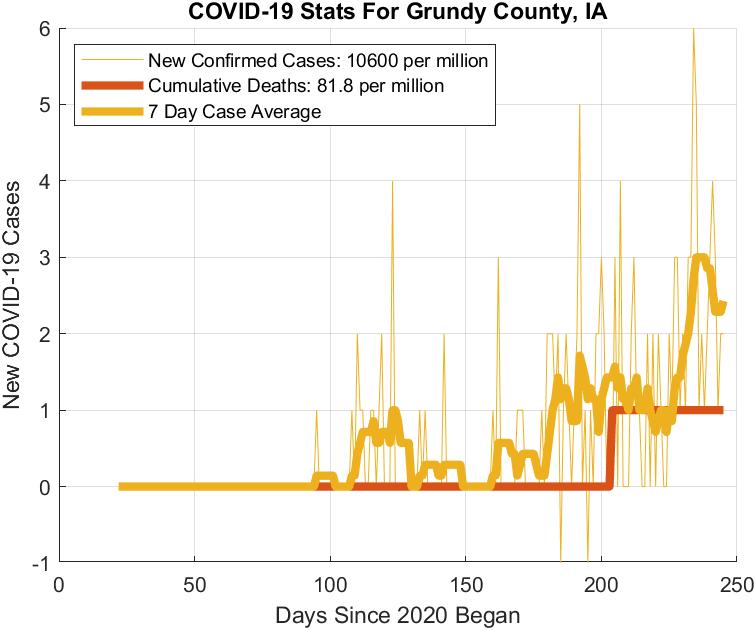 COVID-19 Stats For Grundy County, IA
6
5
4
3
2
1
0
-1
New COVID-19 Cases
New Confirmed Cases: 10600 per million
Cumulative Deaths: 81.8 per million
7 Day Case Average
0 50 100 150 200 250
Days Since 2020 Began